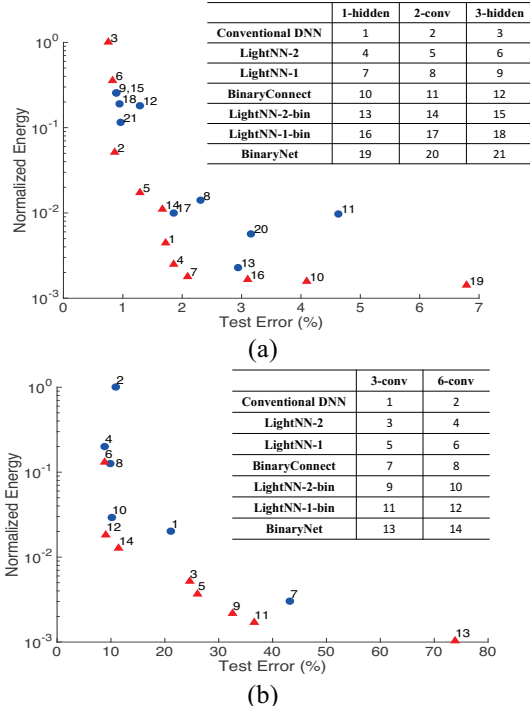 1-hidden 2-conv 3-hidden
Conventional DNN 1 2 3
LightNN-2 4 5 6
LightNN-1 7 8 9
BinaryConnect 10 11 12
LightNN-2-bin 13 14 15
LightNN-1-bin 16 17 18
BinaryNet 19 20 21
Normalized Energy
10^0
10^-1
10^-2
10^-3
3
6
9,15
18 12
21
2
5
14
17
8
11
1
20
4
13
7
16
10
19
0 1 2 3 4 5 6 7
Test Error (%)
(a)
3-conv 6-conv
Conventional DNN 1 2
LightNN-2 3 4
LightNN-1 5 6
BinaryConnect 7 8
LightNN-2-bin 9 10
LightNN-1-bin 11 12
BinaryNet 13 14
Normalized Energy
10^0
10^-1
10^-2
10^-3
2
4
6
8
10
12
14
1
3
5
9
11
7
13
0 10 20 30 40 50 60 70 80
Test Error (%)
(b)